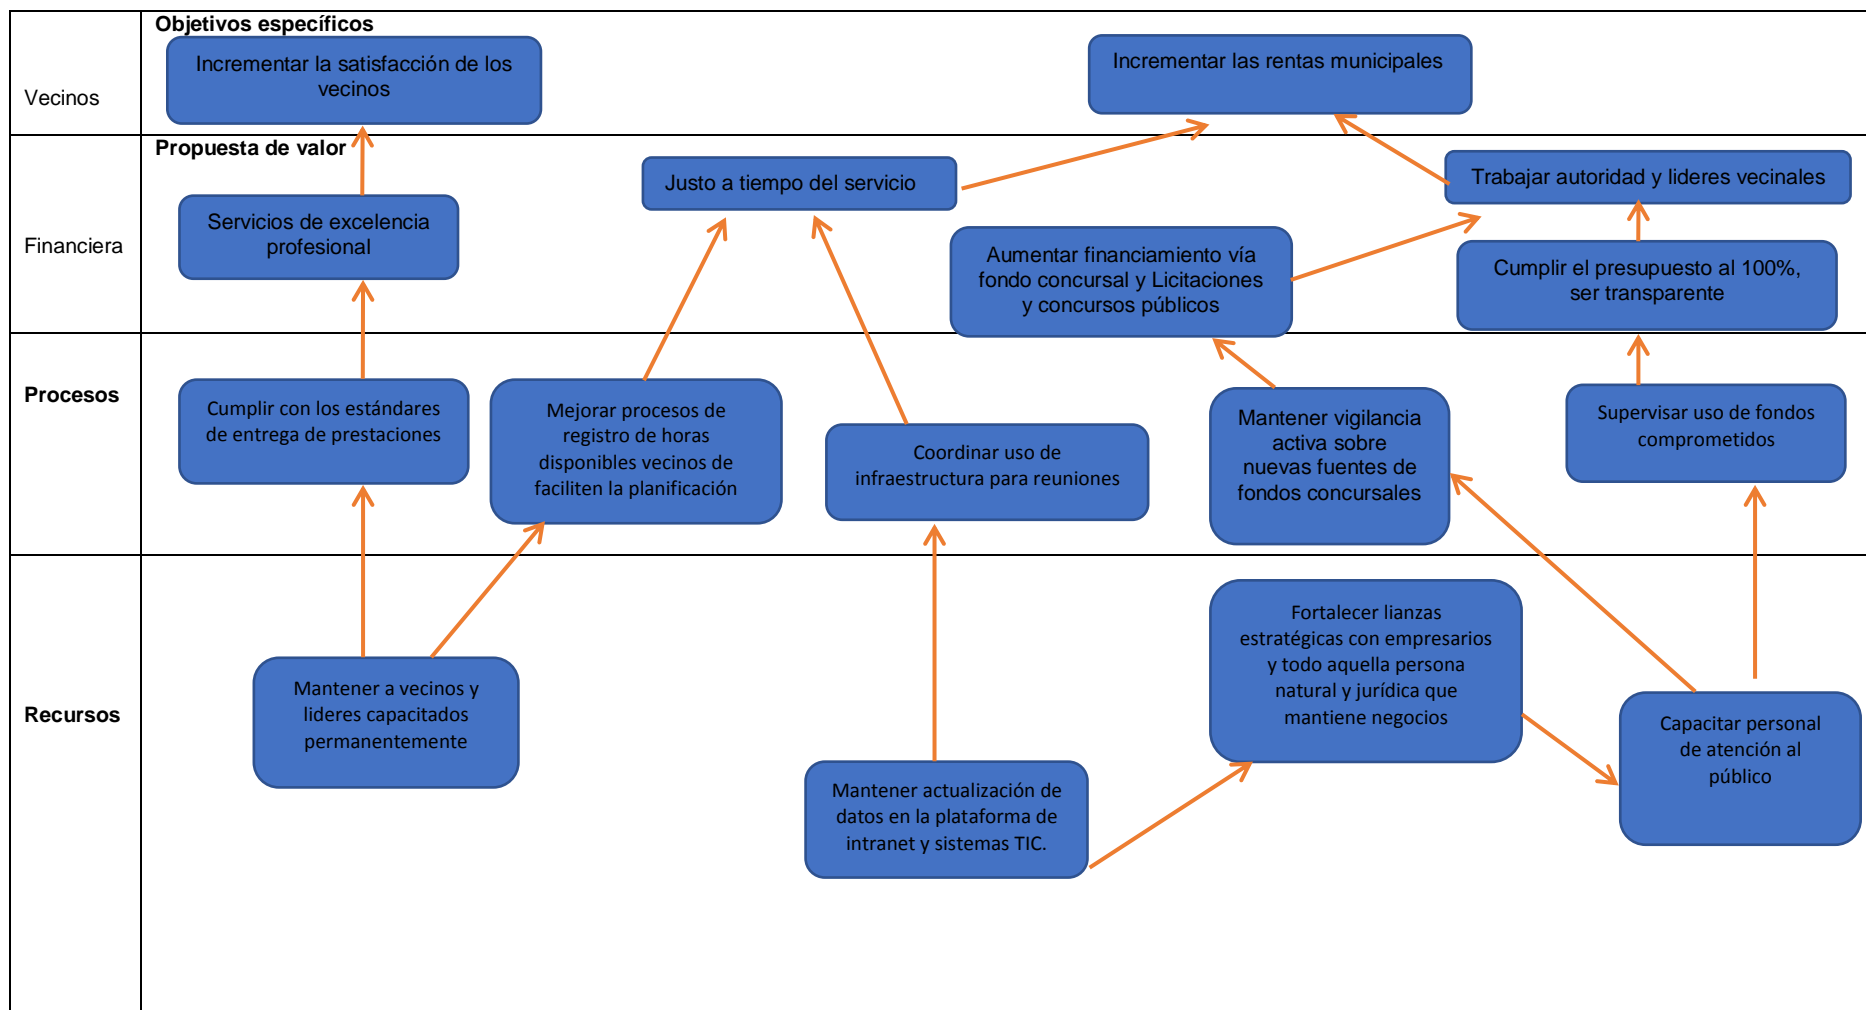 Objetivos específicos
Vecinos
Incrementar la satisfacción de los
vecinos
Incrementar las rentas municipales
Propuesta de valor
Financiera
Servicios de excelencia
profesional
Justo a tiempo del servicio
Aumentar financiamiento vía
fondo concursal y Licitaciones
y concursos públicos
Trabajar autoridad y lideres vecinales
Cumplir el presupuesto al 100%,
ser transparente
Procesos
Cumplir con los estándares
de entrega de prestaciones
Mejorar procesos de
registro de horas
disponibles vecinos de
faciliten la planificación
Coordinar uso de
infraestructura para reuniones
Mantener vigilancia
activa sobre
nuevas fuentes de
fondos concursales
Supervisar uso de fondos
comprometidos
Recursos
Mantener a vecinos y
lideres capacitados
permanentemente
Mantener actualización de
datos en la plataforma de
intranet y sistemas TIC.
Fortalecer lianzas
estratégicas con empresarios
y todo aquella persona
natural y jurídica que
mantiene negocios
Capacitar personal
de atención al
público